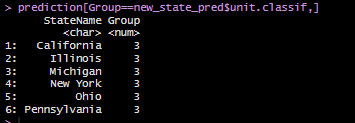 > prediction[Group==new_state_pred$unit.classif,]
StateName Group
<char> <num>
1: California 3
2: Illinois 3
3: Michigan 3
4: New York 3
5: Ohio 3
6: Pennsylvania 3
>